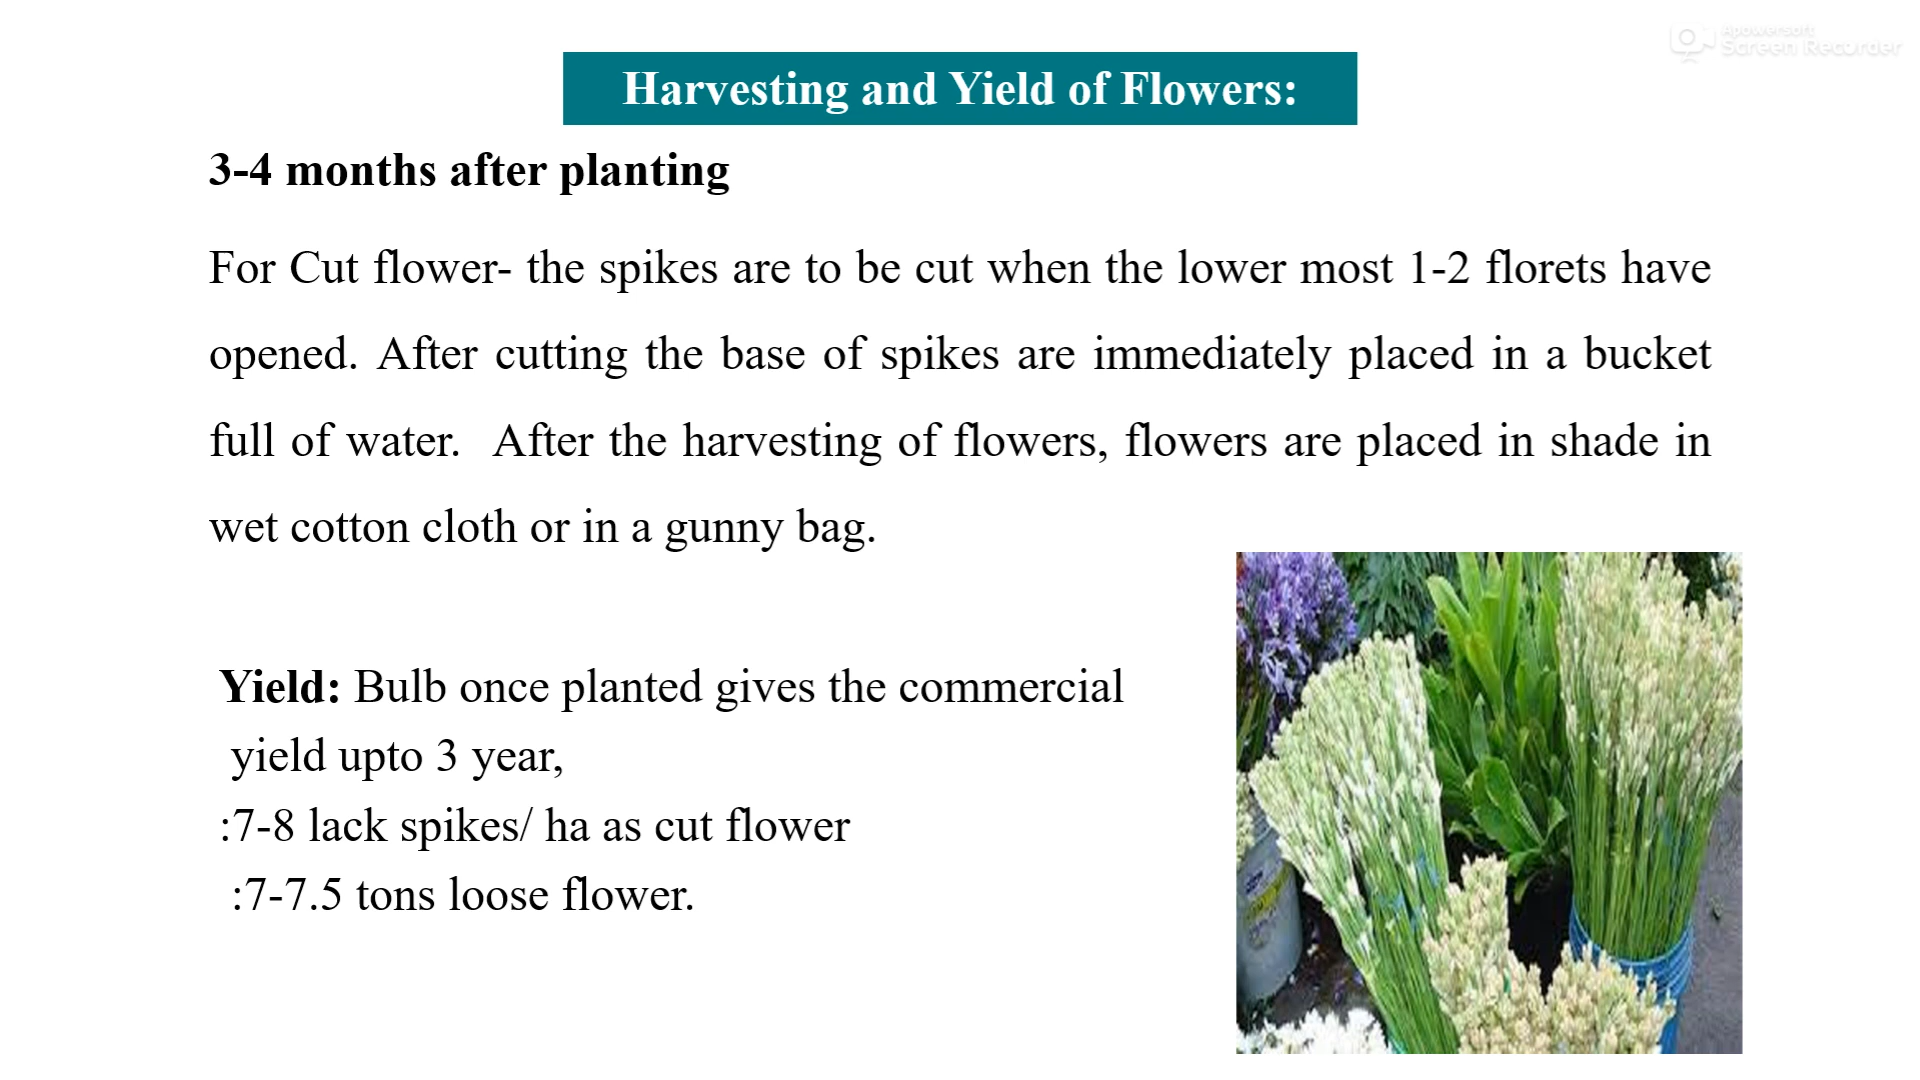 Apowersoft
Screen Recorder
Harvesting and Yield of Flowers:
3-4 months after planting
For Cut flower- the spikes are to be cut when the lower most 1-2 florets have
opened. After cutting the base of spikes are immediately placed in a bucket
full of water. After the harvesting of flowers, flowers are placed in shade in
wet cotton cloth or in a gunny bag.
Yield: Bulb once planted gives the commercial
yield upto 3 year,
:7-8 lack spikes/ ha as cut flower
:7-7.5 tons loose flower.